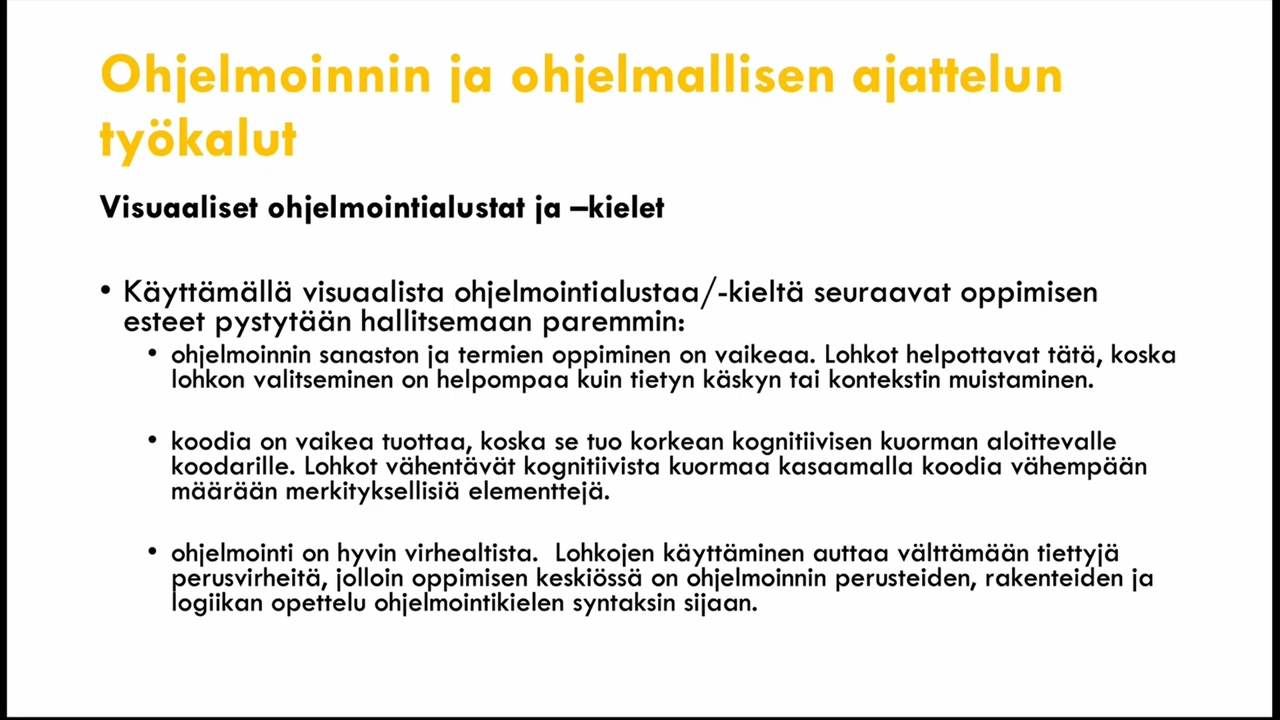 Ohjelmoinnin ja ohjelmallisen ajattelun
työkalut
Visuaaliset ohjelmointialustat ja –kielet
• Käyttämällä visuaalista ohjelmointialustaa/-kieltä seuraavat oppimisen
esteet pystytään hallitsemaan paremmin:
• ohjelmoinnin sanaston ja termien oppiminen on vaikeaa. Lohkot helpottavat tätä, koska
lohkon valitseminen on helpompaa kuin tietyn käskyn tai kontekstin muistaminen.
• koodia on vaikea tuottaa, koska se tuo korkean kognitiivisen kuorman aloittevalle
koodarille. Lohkot vähentävät kognitiivista kuormaa kasaamalla koodia vähempään
määrään merkityksellisiä elementtejä.
• ohjelmointi on hyvin virhealtista.  Lohkojen käyttäminen auttaa välttämään tiettyjä
perusvirheitä, jolloin oppimisen keskiössä on ohjelmoinnin perusteiden, rakenteiden ja
logiikan opettelu ohjelmointikielen syntaksin sijaan.